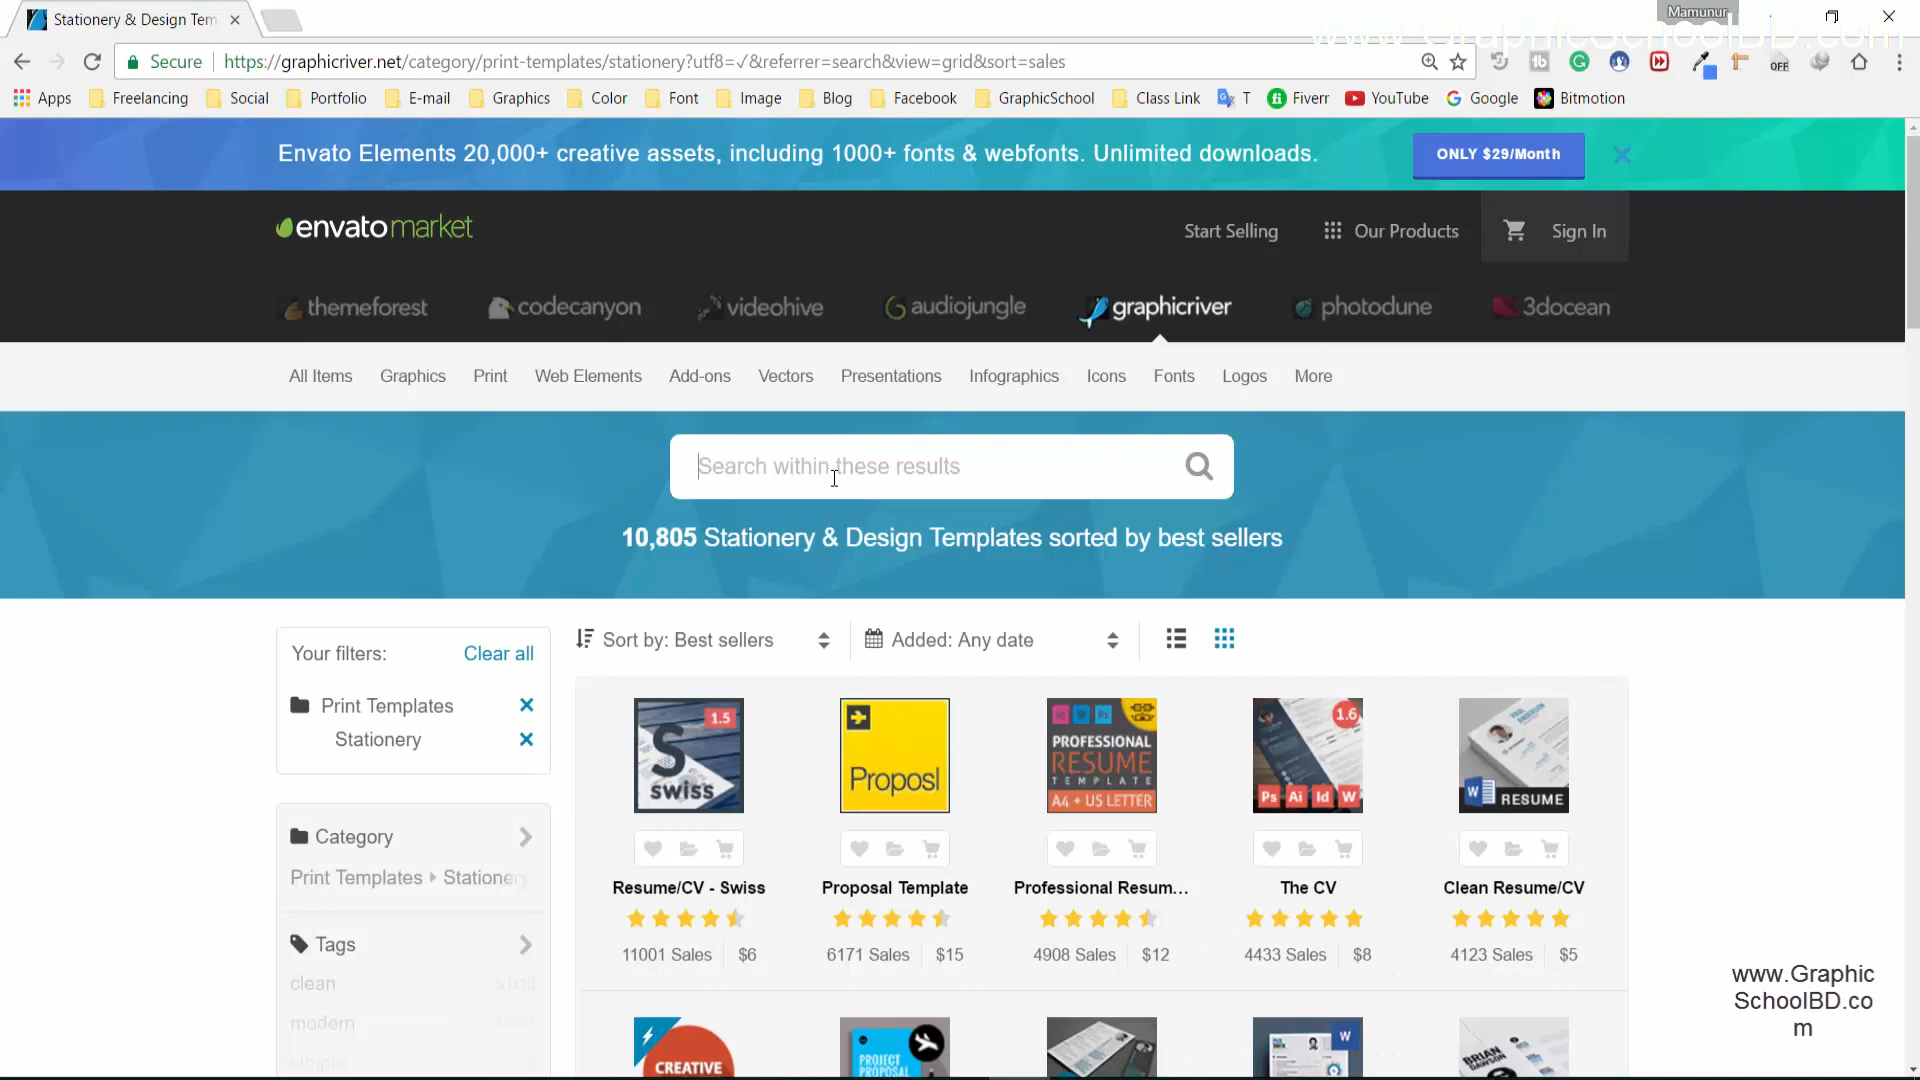 Stationery & Design Tem
Mamunur
www.GraphicSchoolBD.com
Secure https://graphicriver.net/category/print-templates/stationery?utf8=✓&referrer=search&view=grid&sort=sales
OFF
Apps Freelancing Social Portfolio E-mail Graphics Color Font Image Blog Facebook GraphicSchool Class Link T Fiverr YouTube Google Bitmotion
Envato Elements 20,000+ creative assets, including 1000+ fonts & webfonts. Unlimited downloads.
ONLY $29/Month
envatomarket
Start Selling Our Products Sign In
themeforest codecanyon videohive audiojungle graphicriver photodune 3docean
All Items Graphics Print Web Elements Add-ons Vectors Presentations Infographics Icons Fonts Logos More
Search within these results
10,805 Stationery & Design Templates sorted by best sellers
Your filters: Clear all
Print Templates
Stationery
Category
Print Templates Stationery
Tags
clean
modern
simple
Sort by: Best sellers Added: Any date
1.5
S
swiss
Proposl
PROFESSIONAL
RESUME
TEMPLATE
A4 + US LETTER
1.6
Ps Ai Id W
W RESUME
Resume/CV - Swiss Proposal Template Professional Resum... The CV Clean Resume/CV
11001 Sales $6 6171 Sales $15 4908 Sales $12 4433 Sales $8 4123 Sales $5
CREATIVE
PROJECT
PROPOSAL
W
BRIAN
DAWSON
www.Graphic
SchoolBD.co
m